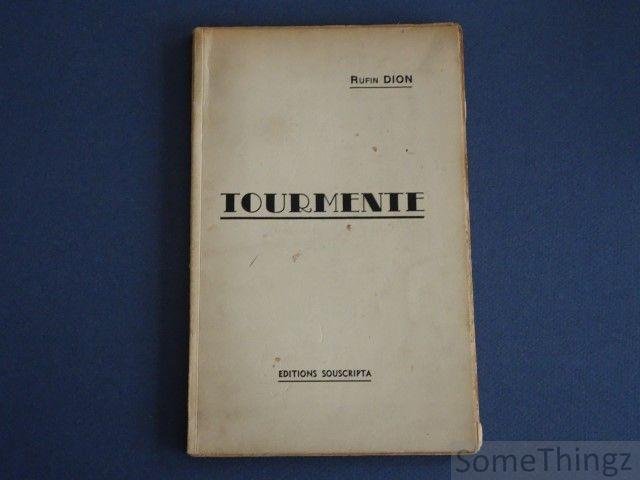 Rufin DION
TOURMENTE
EDITIONS SOUSCRIPTA
SomeThingz